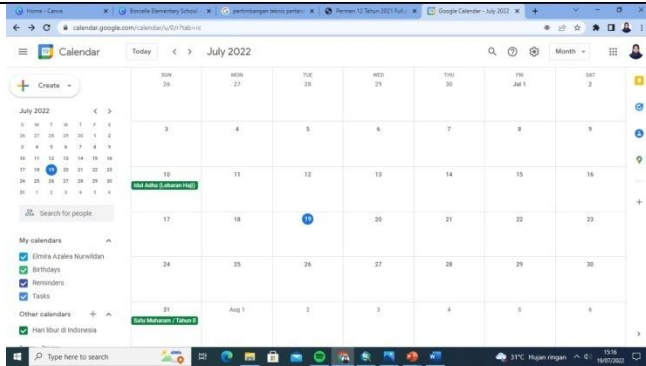 Home - Canva
Borcelle Elementary School
pertimbangan teknis pertan
Permen 12 Tahun 2021 Full
Google Calendar - July 2022
calendar.google.com/calendar/u/0/r?tab=rc
Calendar
Today
July 2022
Month
Create
July 2022
S M T W T F S
26 27 28 29 30 1 2
3 4 5 6 7 8 9
10 11 12 13 14 15 16
17 18 19 20 21 22 23
24 25 26 27 28 29 30
31 1 2 3 4 5 6
Search for people
My calendars
Elmira Azalea Nurwildan
Birthdays
Reminders
Tasks
Other calendars
Hari libur di Indonesia
SUN MON TUE WED THU FRI SAT
26 27 28 29 30 Jul 1 2
3 4 5 6 7 8 9
10 11 12 13 14 15 16
Idul Adha (Lebaran Haji)
17 18 19 20 21 22 23
24 25 26 27 28 29 30
31 Aug 1 2 3 4 5 6
Satu Muharam / Tahun B
Type here to search
31°C Hujan ringan
15:16
19/07/2022